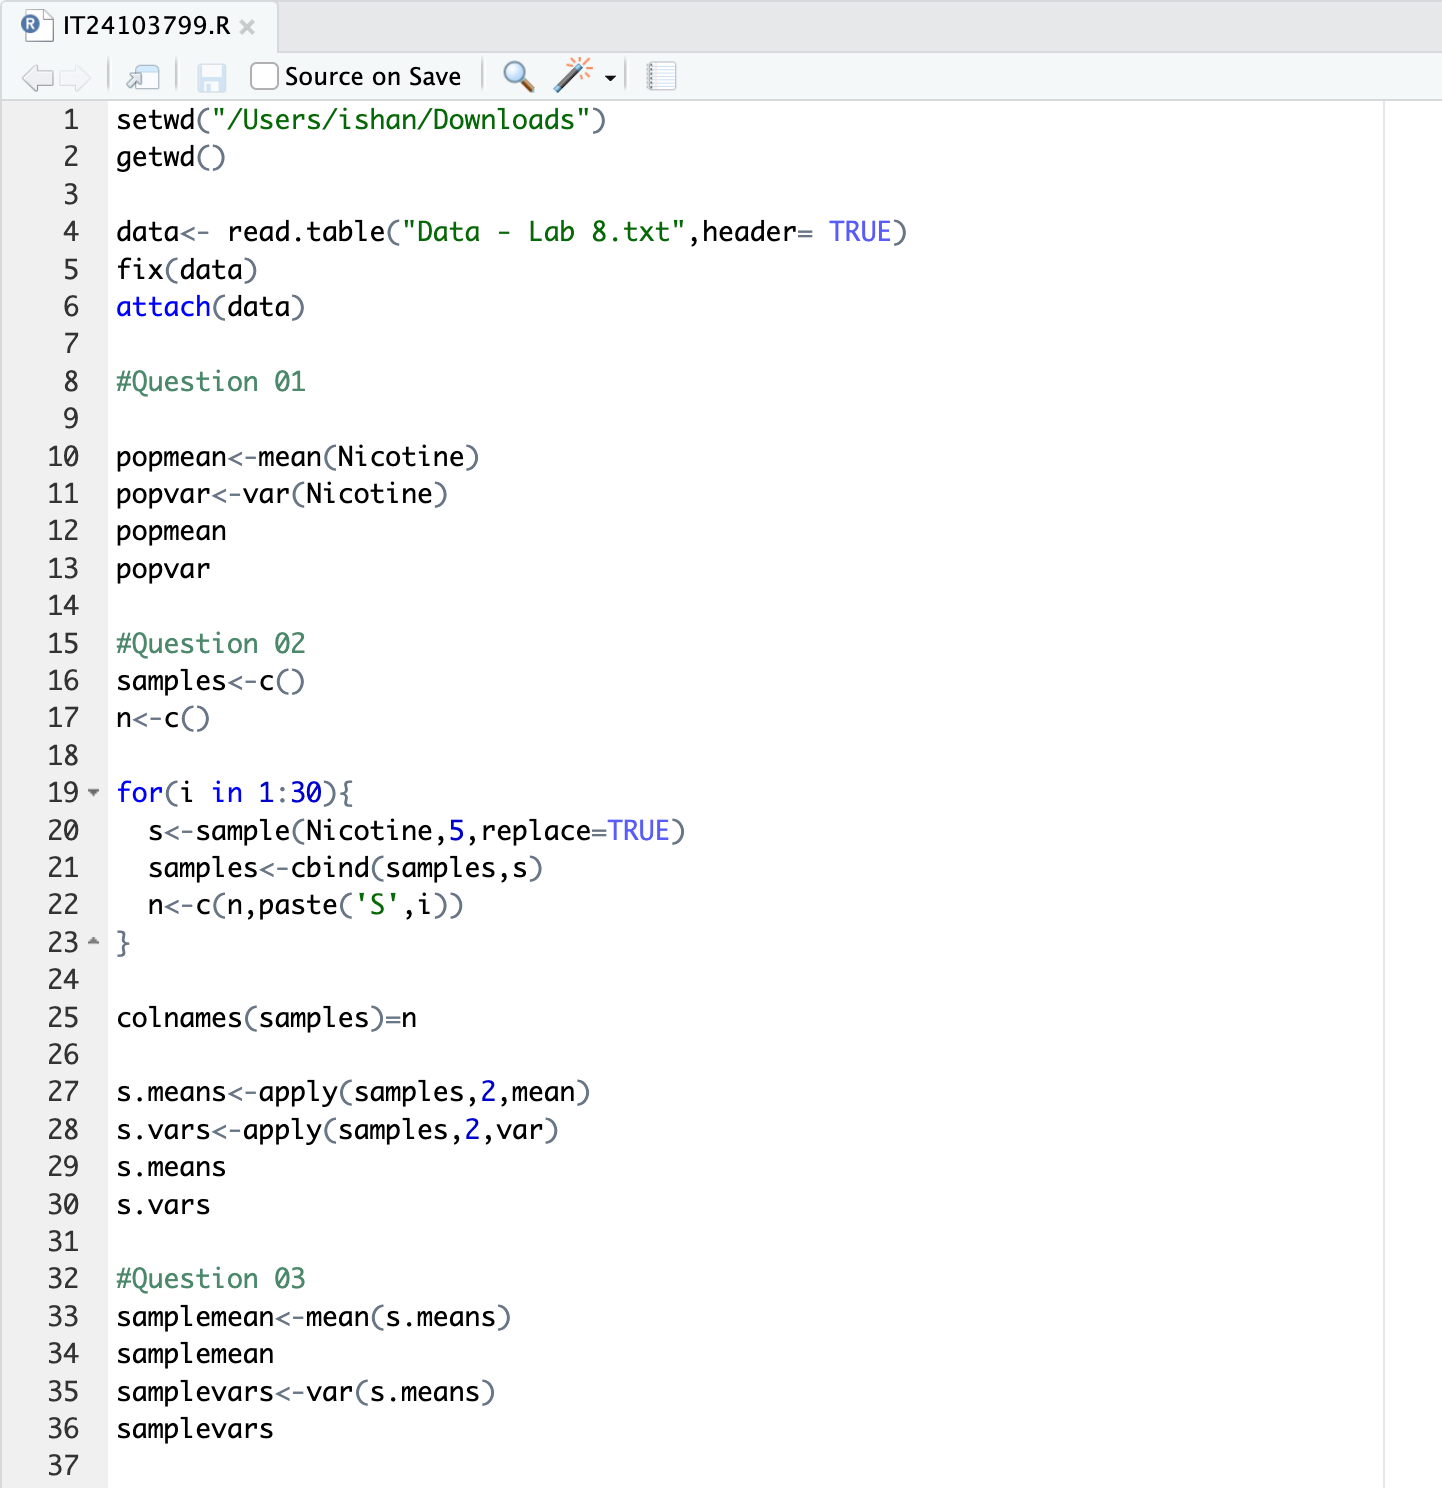 IT24103799.R
Source on Save
1 setwd("/Users/ishan/Downloads")
2 getwd()
3
4 data<- read.table("Data - Lab 8.txt",header= TRUE)
5 fix(data)
6 attach(data)
7
8 #Question 01
9
10 popmean<-mean(Nicotine)
11 popvar<-var(Nicotine)
12 popmean
13 popvar
14
15 #Question 02
16 samples<-c()
17 n<-c()
18
19 for(i in 1:30){
20   s<-sample(Nicotine,5,replace=TRUE)
21   samples<-cbind(samples,s)
22   n<-c(n,paste('S',i))
23 }
24
25 colnames(samples)=n
26
27 s.means<-apply(samples,2,mean)
28 s.vars<-apply(samples,2,var)
29 s.means
30 s.vars
31
32 #Question 03
33 samplemean<-mean(s.means)
34 samplemean
35 samplevars<-var(s.means)
36 samplevars
37